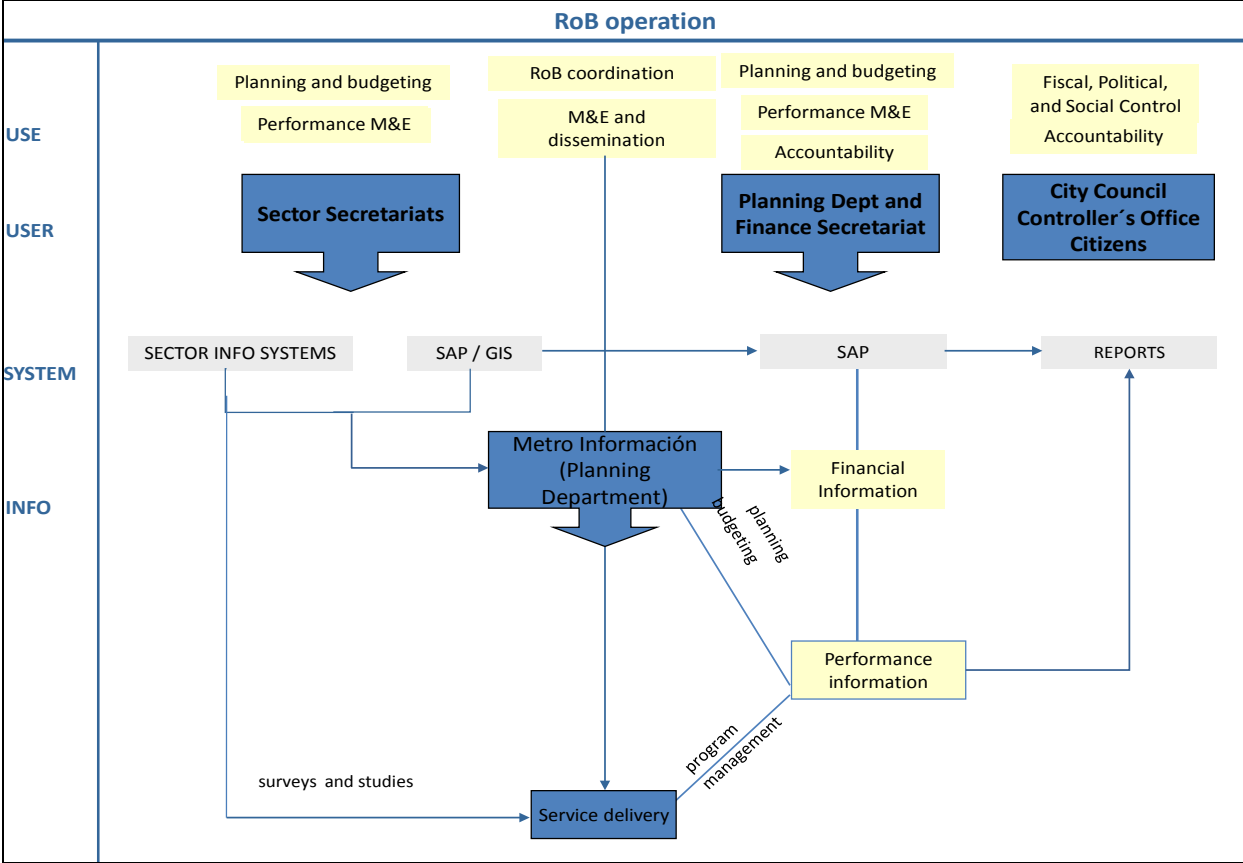 RoB operation
USE
Planning and budgeting
Performance M&E
RoB coordination
M&E and
dissemination
Planning and budgeting
Performance M&E
Accountability
Fiscal, Political,
and Social Control
Accountability
USER
Sector Secretariats
Planning Dept and
Finance Secretariat
City Council
Controller´s Office
Citizens
SYSTEM
SECTOR INFO SYSTEMS
SAP / GIS
SAP
REPORTS
INFO
Metro Información
(Planning
Department)
Financial
Information
planning
budgeting
Performance
information
program
management
surveys and studies
Service delivery